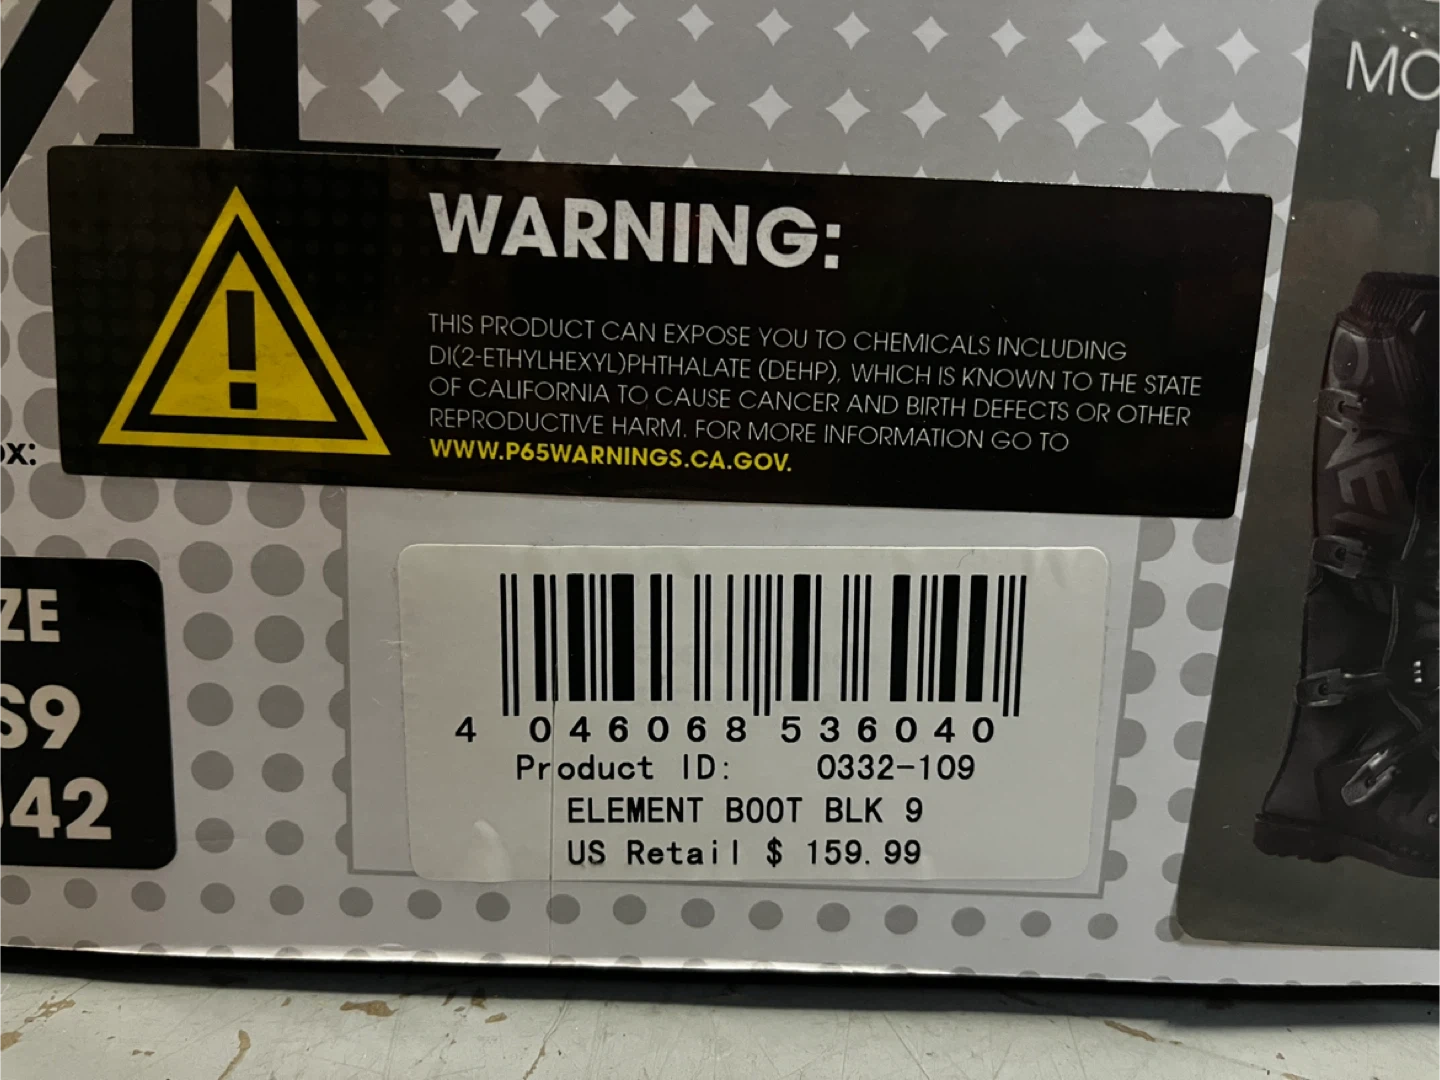 MO
WARNING:
THIS PRODUCT CAN EXPOSE YOU TO CHEMICALS INCLUDING
DI(2-ETHYLHEXYL)PHTHALATE (DEHP), WHICH IS KNOWN TO THE STATE
OF CALIFORNIA TO CAUSE CANCER AND BIRTH DEFECTS OR OTHER
REPRODUCTIVE HARM. FOR MORE INFORMATION GO TO
WWW.P65WARNINGS.CA.GOV.
ox:
ZE
S9
42
4 046068 536040
Product ID: 0332-109
ELEMENT BOOT BLK 9
US Retail $ 159.99
ONEAL